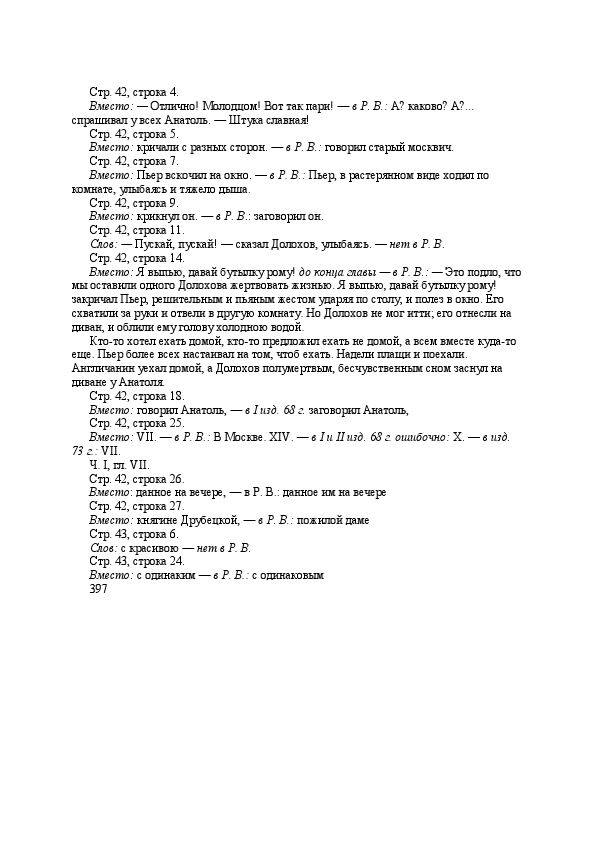 Стр. 42, строка 4.
Вместо: — Отлично! Молодцом! Вот так пари! — в Р. В.: А? каково? А?...
спрашивал у всех Анатоль. — Штука славная!
Стр. 42, строка 5.
Вместо: кричали с разных сторон. — в Р. В.: говорил старый москвич.
Стр. 42, строка 7.
Вместо: Пьер вскочил на окно. — в Р. В.: Пьер, в растерянном виде ходил по
комнате, улыбаясь и тяжело дыша.
Стр. 42, строка 9.
Вместо: крикнул он. — в Р. В.: заговорил он.
Стр. 42, строка 11.
Слов: — Пускай, пускай! — сказал Долохов, улыбаясь. — нет в Р. В.
Стр. 42, строка 14.
Вместо: Я выпью, давай бутылку рому! до конца главы — в Р. В.: — Это подло, что
мы оставили одного Долохова жертвовать жизнью. Я выпью, давай бутылку рому!
закричал Пьер, решительным и пьяным жестом ударяя по столу, и полез в окно. Его
схватили за руки и отвели в другую комнату. Но Долохов не мог итти; его отнесли на
диван, и облили ему голову холодною водой.
Кто-то хотел ехать домой, кто-то предложил ехать не домой, а всем вместе куда-то
еще. Пьер более всех настаивал на том, чтоб ехать. Надели плащи и поехали.
Англичанин уехал домой, а Долохов полумертвым, бесчувственным сном заснул на
диване у Анатоля.
Стр. 42, строка 18.
Вместо: говорил Анатоль, — в I изд. 68 г. заговорил Анатоль,
Стр. 42, строка 25.
Вместо: VII. — в Р. В.: В Москве. XIV. — в I и II изд. 68 г. ошибочно: X. — в изд.
73 г.: VII.
Ч. I, гл. VII.
Стр. 42, строка 26.
Вместо: данное на вечере, — в Р. В.: данное им на вечере
Стр. 42, строка 27.
Вместо: княгине Друбецкой, — в Р. В.: пожилой даме
Стр. 43, строка 6.
Слов: с красивою — нет в Р. В.
Стр. 43, строка 24.
Вместо: с одинаким — в Р. В.: с одинаковым
397